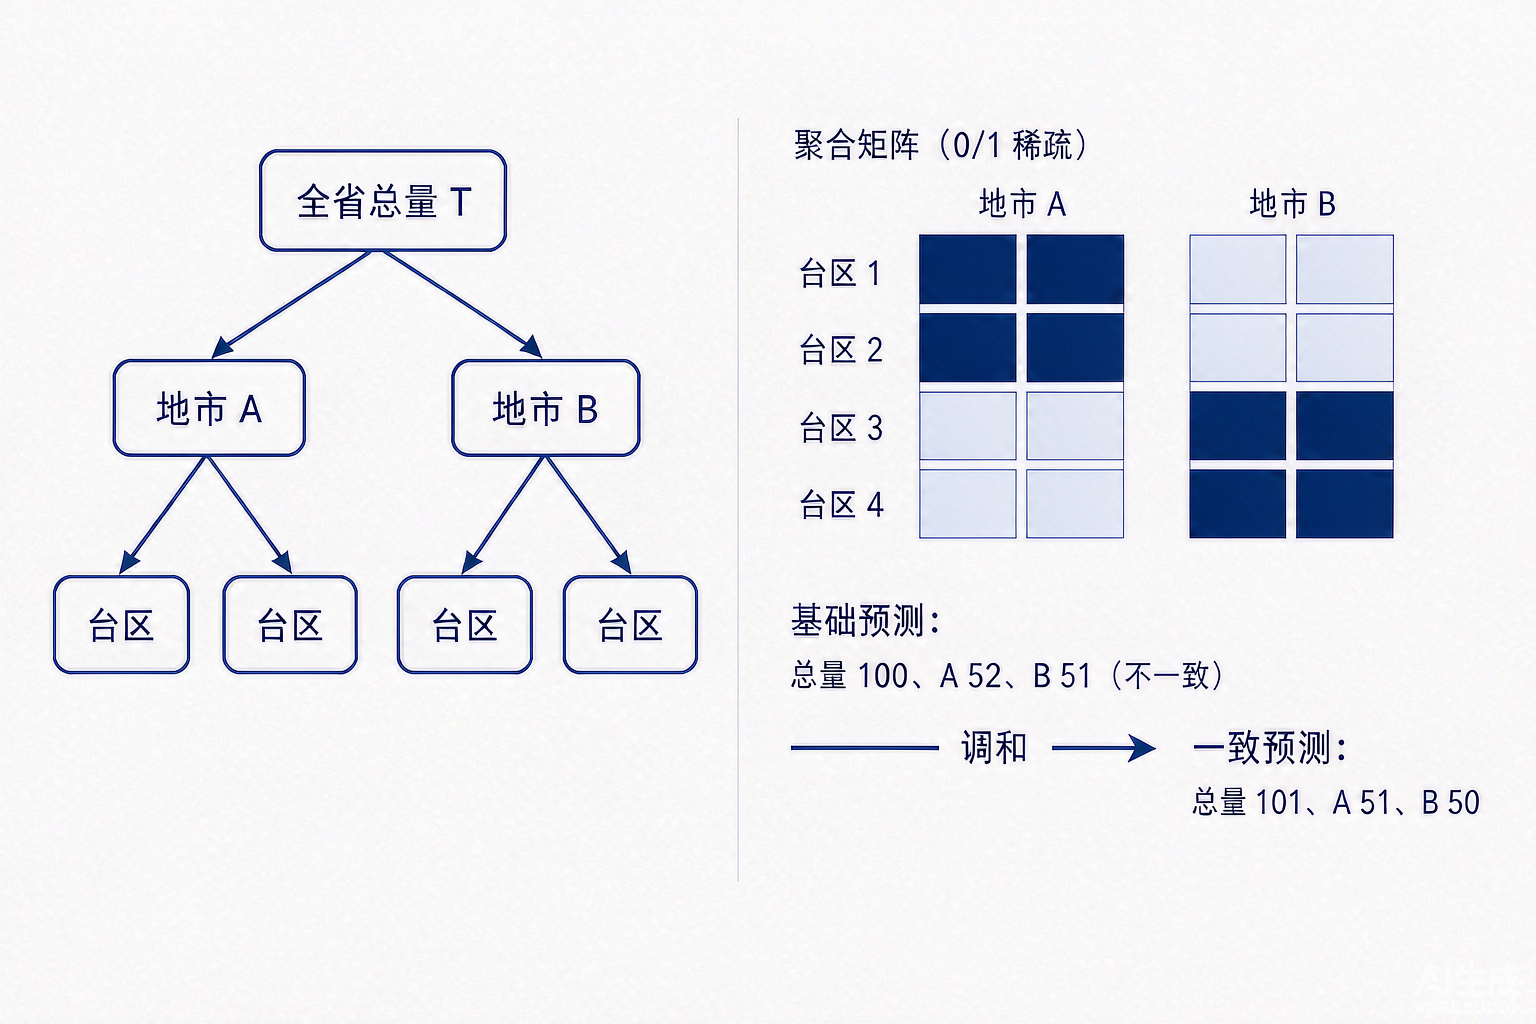 全省总量 T
地市 A
地市 B
台区
台区
台区
台区
聚合矩阵（0/1 稀疏）
地市 A
地市 B
台区 1
台区 2
台区 3
台区 4
基础预测：
总量 100、A 52、B 51（不一致）
调和
一致预测：
总量 101、A 51、B 50